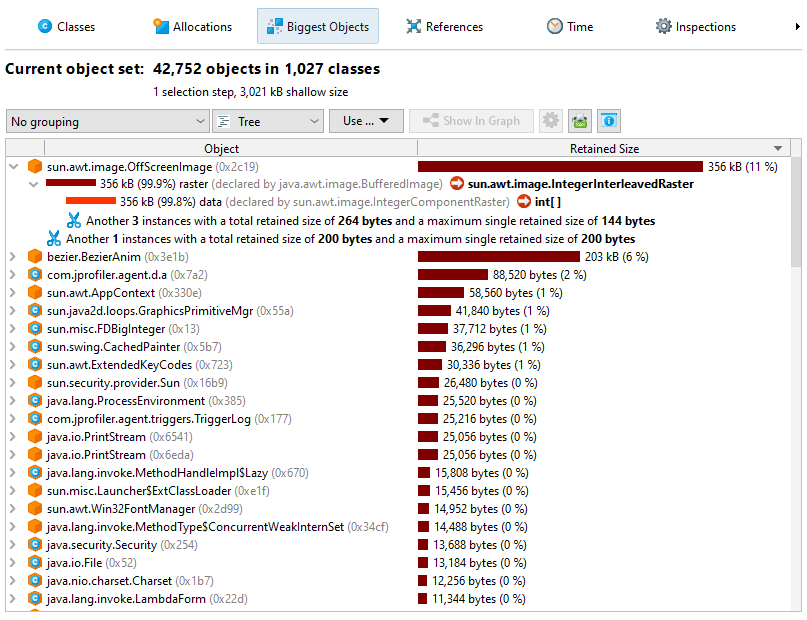 Classes Allocations Biggest Objects References Time Inspections
Current object set: 42,752 objects in 1,027 classes
1 selection step, 3,021 kB shallow size
No grouping Tree Use ... Show In Graph
Object Retained Size
sun.awt.image.OffScreenImage (0x2c19) 356 kB (11 %)
356 kB (99.9%) raster (declared by java.awt.image.BufferedImage) sun.awt.image.IntegerInterleavedRaster
356 kB (99.8%) data (declared by sun.awt.image.IntegerComponentRaster) int[ ]
Another 3 instances with a total retained size of 264 bytes and a maximum single retained size of 144 bytes
Another 1 instances with a total retained size of 200 bytes and a maximum single retained size of 200 bytes
bezier.BezierAnim (0x3e1b) 203 kB (6 %)
com.jprofiler.agent.d.a (0x7a2) 88,520 bytes (2 %)
sun.awt.AppContext (0x330e) 58,560 bytes (1 %)
sun.java2d.loops.GraphicsPrimitiveMgr (0x55a) 41,840 bytes (1 %)
sun.misc.FDBigInteger (0x13) 37,712 bytes (1 %)
sun.swing.CachedPainter (0x5b7) 36,296 bytes (1 %)
sun.awt.ExtendedKeyCodes (0x723) 30,336 bytes (1 %)
sun.security.provider.Sun (0x16b9) 26,480 bytes (0 %)
java.lang.ProcessEnvironment (0x385) 25,520 bytes (0 %)
com.jprofiler.agent.triggers.TriggerLog (0x177) 25,216 bytes (0 %)
java.io.PrintStream (0x6541) 25,056 bytes (0 %)
java.io.PrintStream (0x6eda) 25,056 bytes (0 %)
java.lang.invoke.MethodHandleImpl$Lazy (0x670) 15,808 bytes (0 %)
sun.misc.Launcher$ExtClassLoader (0xe1f) 15,456 bytes (0 %)
sun.awt.Win32FontManager (0x2d99) 14,952 bytes (0 %)
java.lang.invoke.MethodType$ConcurrentWeakInternSet (0x34cf) 14,488 bytes (0 %)
java.security.Security (0x254) 13,688 bytes (0 %)
java.io.File (0x52) 13,184 bytes (0 %)
java.nio.charset.Charset (0x1b7) 12,256 bytes (0 %)
java.lang.invoke.LambdaForm (0x22d) 11,344 bytes (0 %)